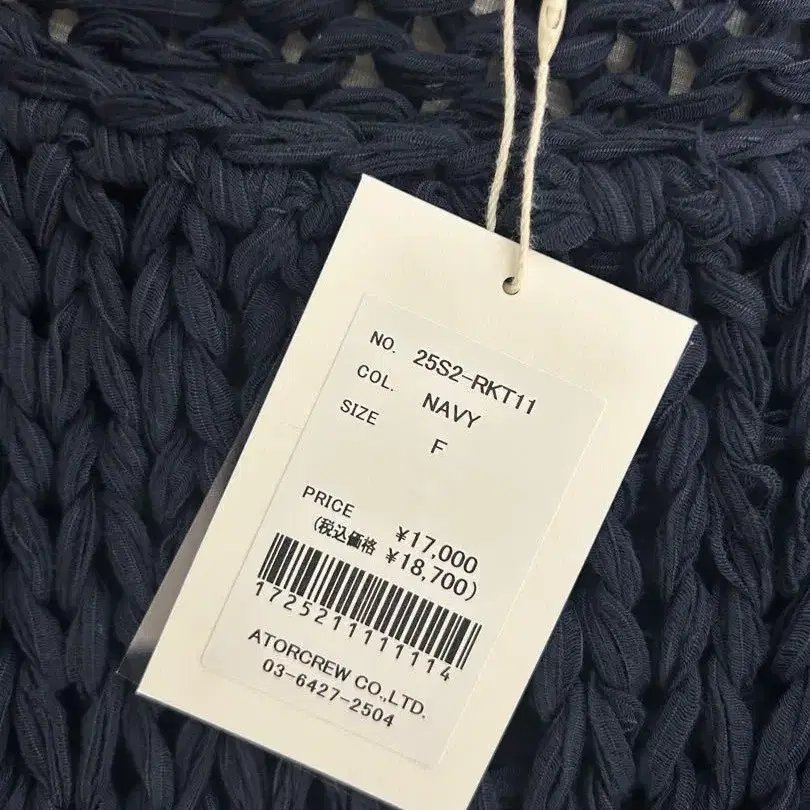 NO. 25S2-RKT11
COL. NAVY
SIZE F
PRICE ¥17,000
(税込価格 ¥18,700)
1725211111114
ATORCREW CO.,LTD.
03-6427-2504